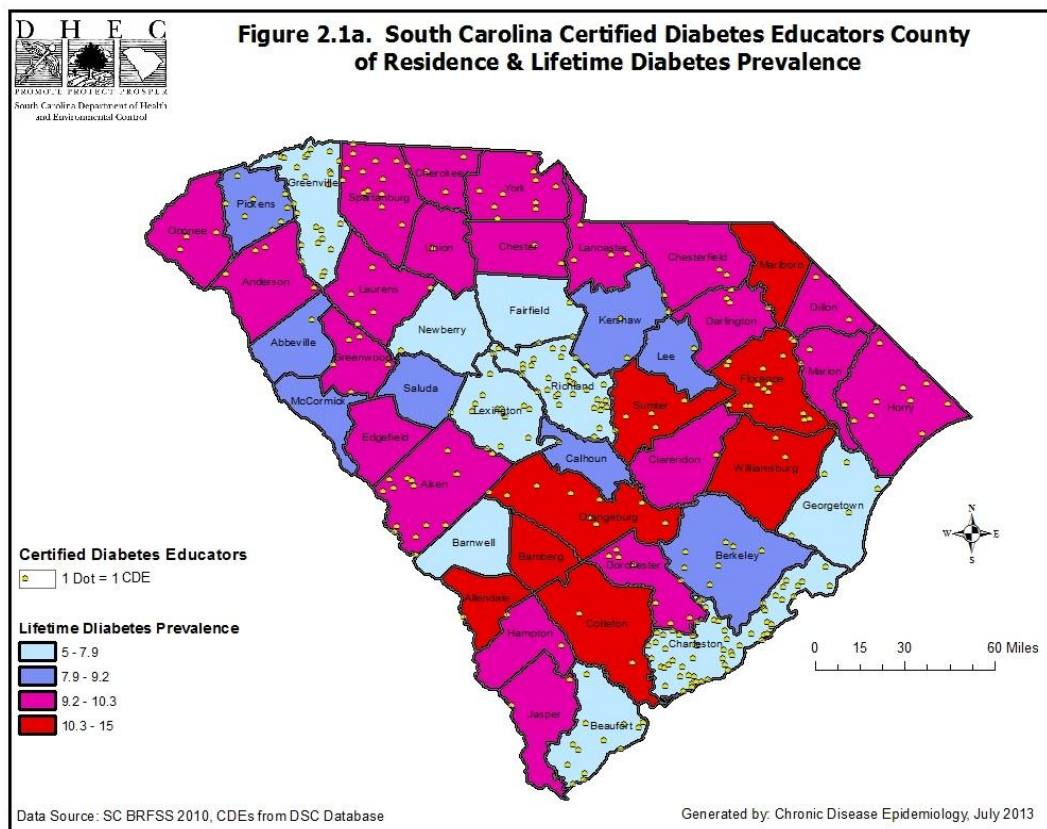 D H E C
PROMOTE PROTECT PROSPER
South Carolina Department of Health
and Environmental Control
Figure 2.1a. South Carolina Certified Diabetes Educators County
of Residence & Lifetime Diabetes Prevalence
Cherokee
York
Greenville
Spartanburg
Pickens
Oconee
Union
Chester
Lancaster
Chesterfield
Marlboro
Anderson
Laurens
Fairfield
Kershaw
Darlington
Dillon
Newberry
Abbeville
Greenwood
Lee
Marion
Florence
Saluda
Richland
McCormick
Lexington
Sumter
Horry
Edgefield
Calhoun
Clarendon
Williamsburg
Aiken
Georgetown
Orangeburg
Barnwell
Bamberg
Dorchester
Berkeley
Allendale
Colleton
Hampton
Charleston
Jasper
Beaufort
N
W E
S
Certified Diabetes Educators
1 Dot = 1 CDE
Lifetime DIiabetes Prevalence
5 - 7.9
7.9 - 9.2
9.2 - 10.3
10.3 - 15
0 15 30 60 Miles
Data Source: SC BRFSS 2010, CDEs from DSC Database
Generated by: Chronic Disease Epidemiology, July 2013